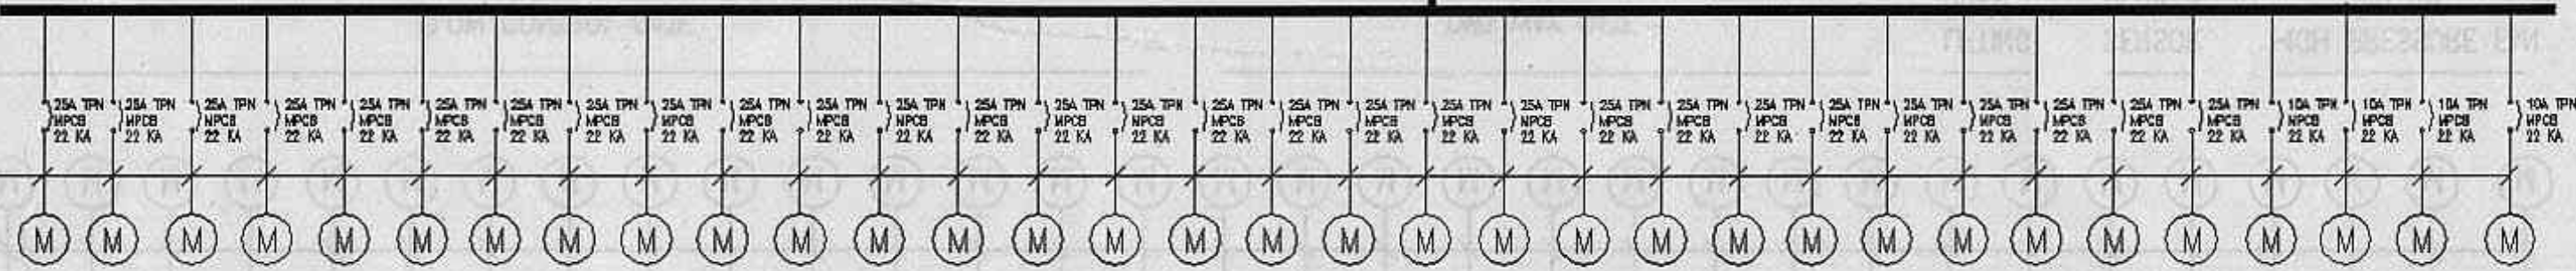 25A TPN 25A TPN 25A TPN 25A TPN 25A TPN 25A TPN 25A TPN 25A TPN 25A TPN 25A TPN 25A TPN 25A TPN 25A TPN 25A TPN 25A TPN 25A TPN 25A TPN 25A TPN 25A TPN 25A TPN 25A TPN 25A TPN 25A TPN 25A TPN 25A TPN 25A TPN 25A TPN 25A TPN 25A TPN 10A TPN 10A TPN 10A TPN 10A TPN
MPCB MPCB MPCB MPCB MPCB MPCB MPCB MPCB MPCB MPCB MPCB MPCB MPCB MPCB MPCB MPCB MPCB MPCB MPCB MPCB MPCB MPCB MPCB MPCB MPCB MPCB MPCB MPCB MPCB MPCB MPCB MPCB MPCB
22 KA 22 KA 22 KA 22 KA 22 KA 22 KA 22 KA 22 KA 22 KA 22 KA 22 KA 22 KA 22 KA 22 KA 22 KA 22 KA 22 KA 22 KA 22 KA 22 KA 22 KA 22 KA 22 KA 22 KA 22 KA 22 KA 22 KA 22 KA 22 KA 22 KA 22 KA 22 KA 22 KA
M M M M M M M M M M M M M M M M M M M M M M M M M M M M M M M M M